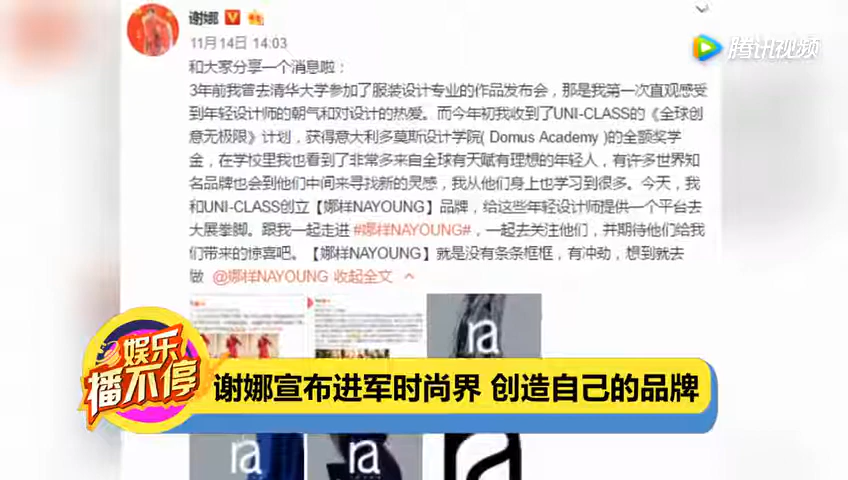 谢娜
11月14日 14:03
腾讯视频
和大家分享一个消息啦：
3年前我曾去清华大学参加了服装设计专业的作品发布会，那是我第一次直观感受
到年轻设计师的朝气和对设计的热爱。而今年初我收到了UNI-CLASS的《全球创
意无极限》计划，获得意大利多莫斯设计学院( Domus Academy )的全额奖学
金，在学校里我也看到了非常多来自全球有天赋有理想的年轻人，有许多世界知
名品牌也会到他们中间来寻找新的灵感，我从他们身上也学习到很多。今天，我
和UNI-CLASS创立【娜样NAYOUNG】品牌，给这些年轻设计师提供一个平台去
大展拳脚。跟我一起走进 #娜样NAYOUNG#，一起去关注他们，并期待他们给我
们带来的惊喜吧。【娜样NAYOUNG】就是没有条条框框，有冲劲，想到就去
做 @娜样NAYOUNG 收起全文
na
娱乐
播不停
谢娜宣布进军时尚界 创造自己的品牌
na
na